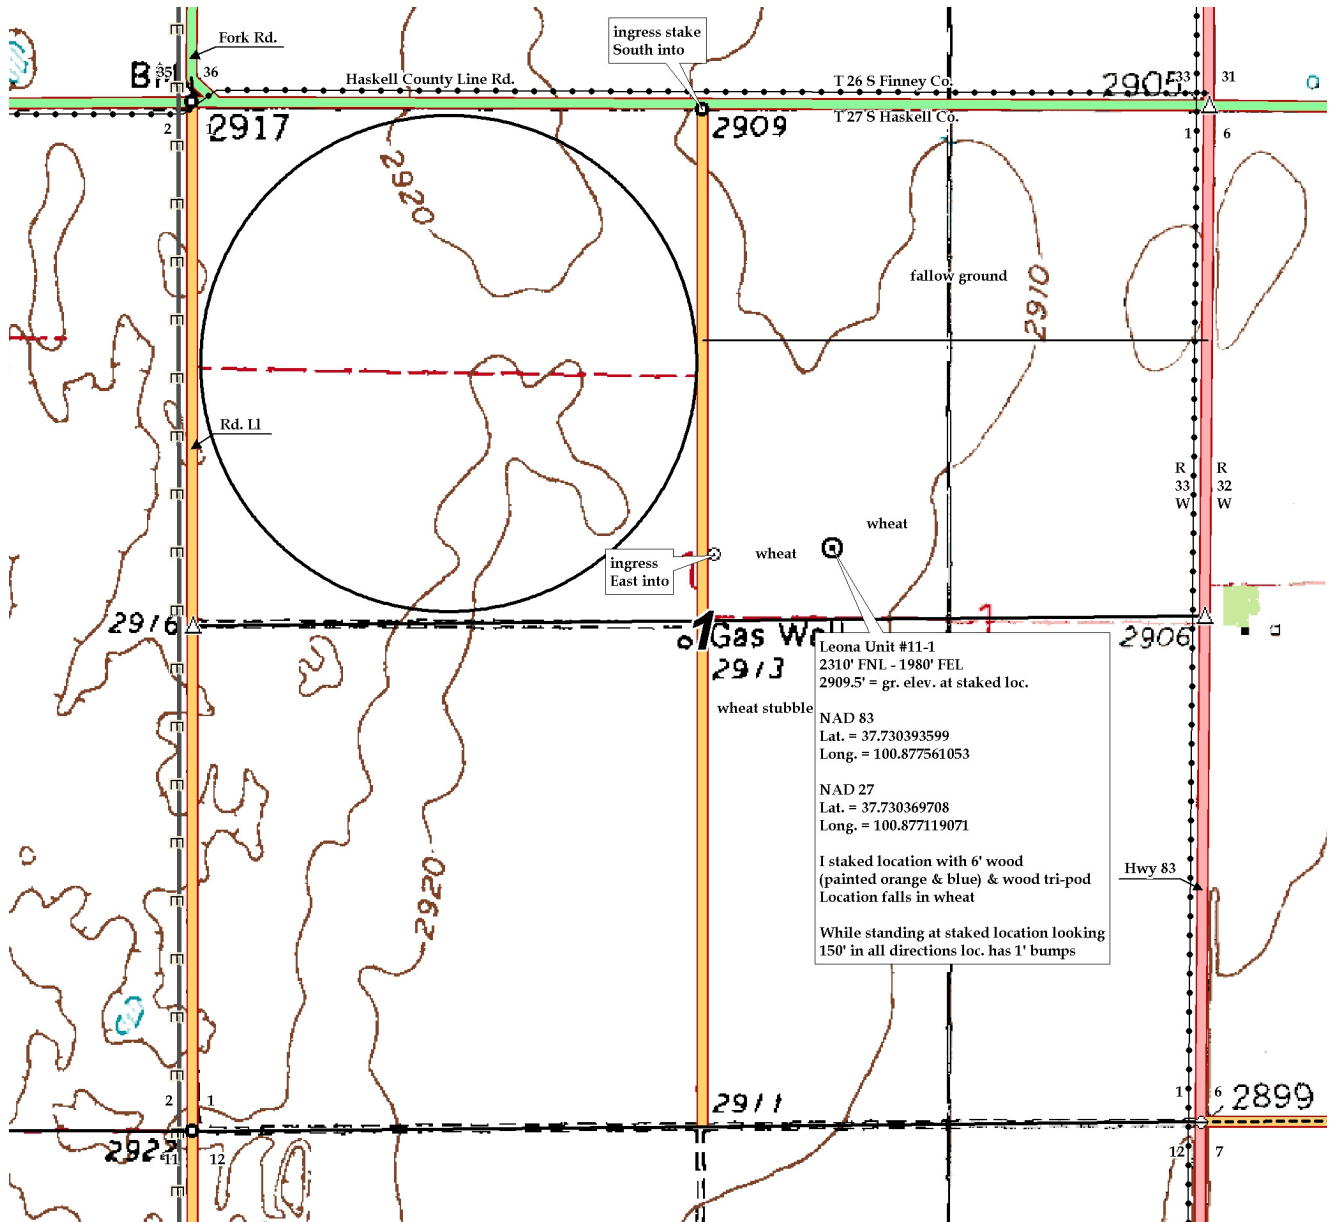 Fork Rd.
ingress stake
South into
35
36
Haskell County Line Rd.
T 26 S Finney Co.
2905
33
31
2
1
2917
2909
T 27 S Haskell Co.
1
6
2920
fallow ground
2910
Rd. LI
R
33
W
R
32
W
wheat
wheat
ingress
East into
2916
1
Gas Well
1
2906
2913
wheat stubble
Leona Unit #11-1
2310' FNL - 1980' FEL
2909.5' = gr. elev. at staked loc.
NAD 83
Lat. = 37.730393599
Long. = 100.877561053
NAD 27
Lat. = 37.730369708
Long. = 100.877119071
I staked location with 6' wood
(painted orange & blue) & wood tri-pod
Location falls in wheat
While standing at staked location looking
150' in all directions loc. has 1' bumps
Hwy 83
2920
2
1
2911
1
6
2899
11
12
12
7